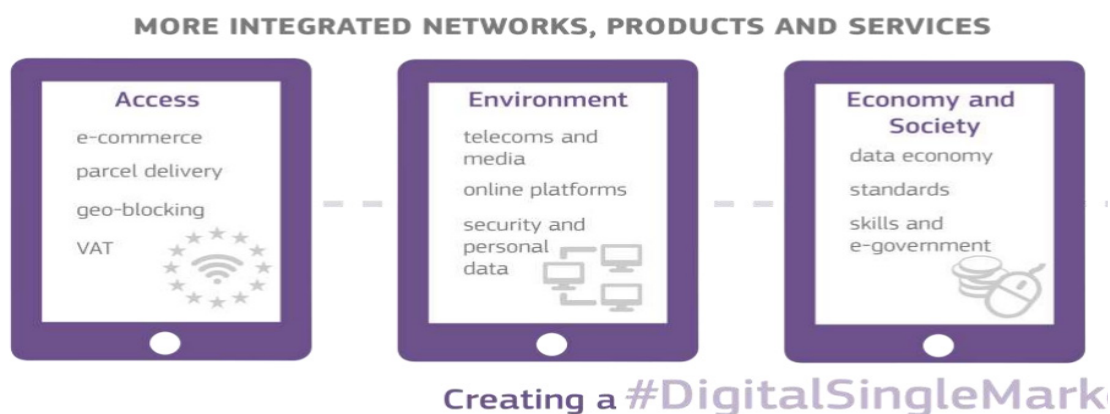 MORE INTEGRATED NETWORKS, PRODUCTS AND SERVICES
Access
e-commerce
parcel delivery
geo-blocking
VAT
Environment
telecoms and
media
online platforms
security and
personal
data
Economy and
Society
data economy
standards
skills and
e-government
Creating a #DigitalSingleMark